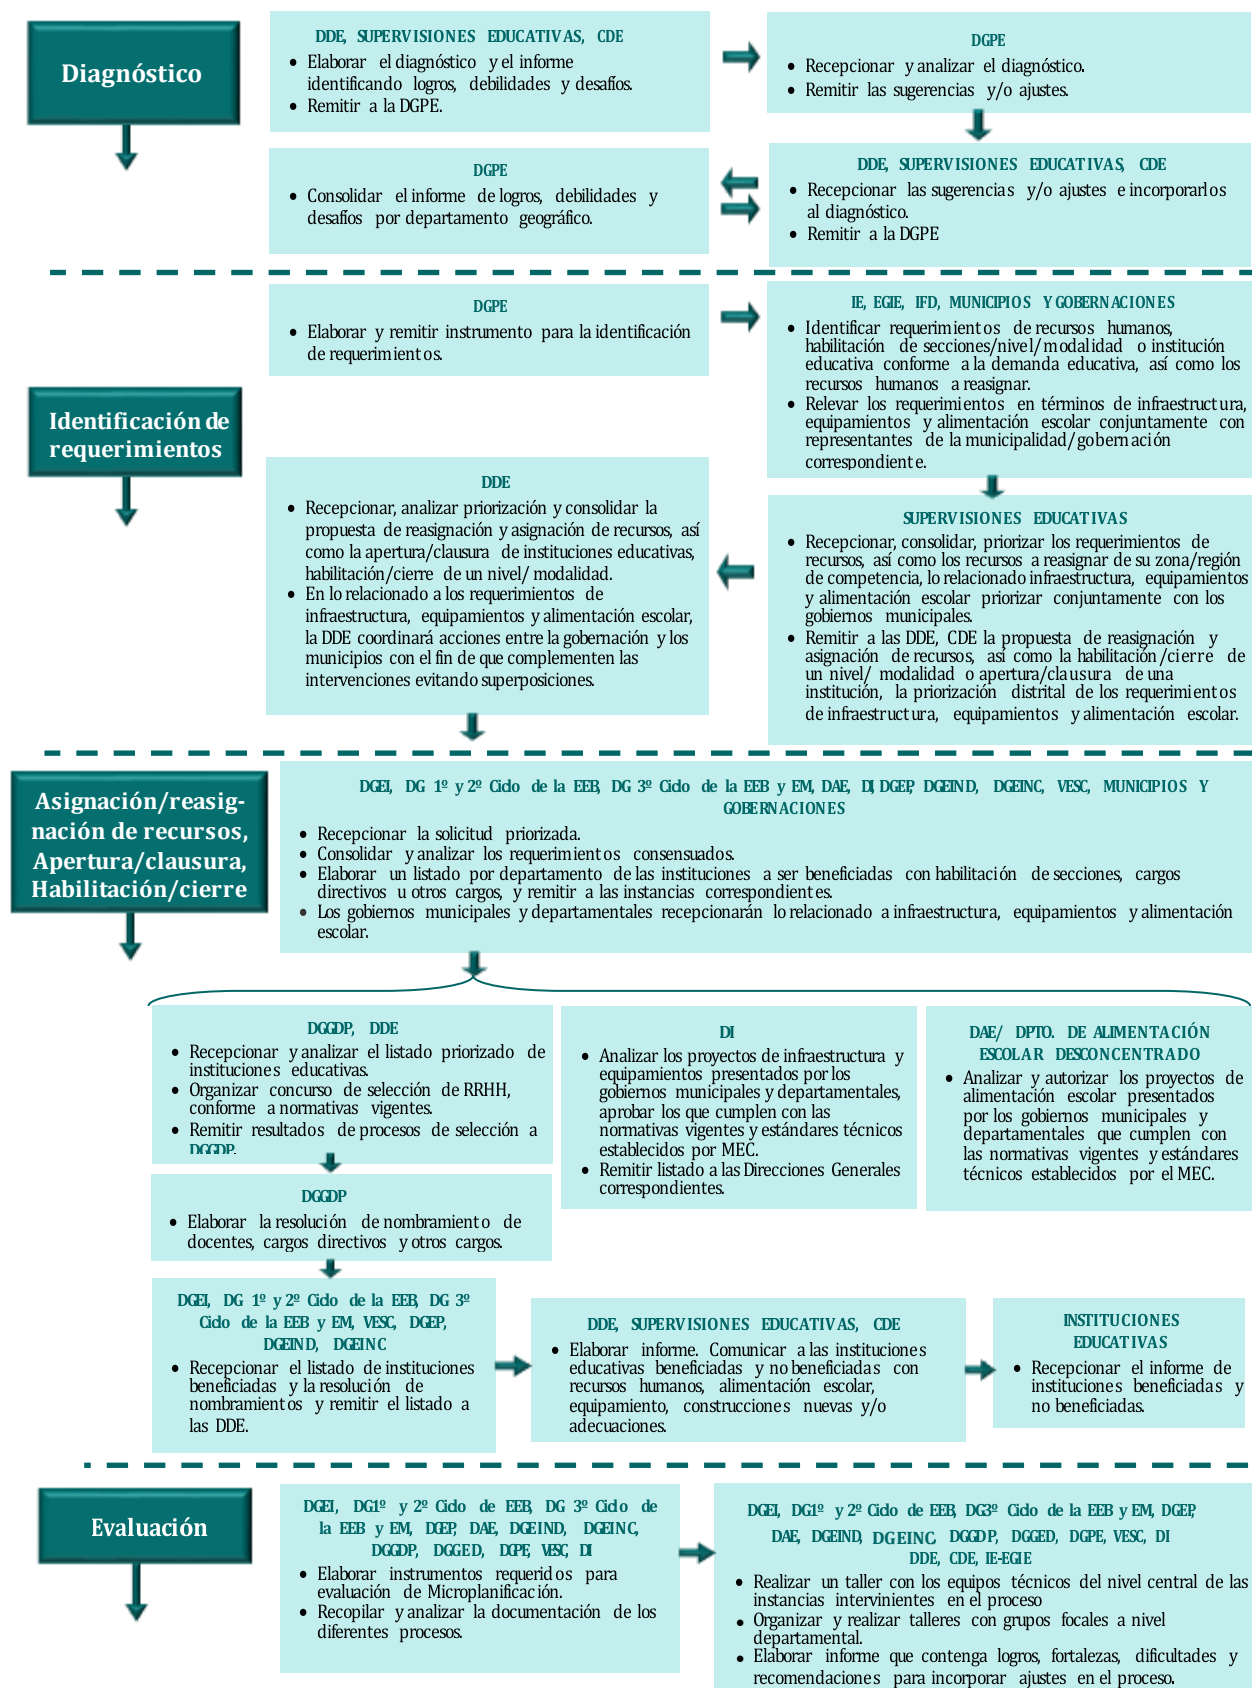 Diagnóstico
DDE, SUPERVISIONES EDUCATIVAS, CDE
• Elaborar el diagnóstico y el informe
identificando logros, debilidades y desafíos.
• Remitir a la DGPE.
DGPE
• Recepcionar y analizar el diagnóstico.
• Remitir las sugerencias y/o ajustes.
DGPE
• Consolidar el informe de logros, debilidades y
desafíos por departamento geográfico.
DDE, SUPERVISIONES EDUCATIVAS, CDE
• Recepcionar las sugerencias y/o ajustes e incorporarlos
al diagnóstico.
• Remitir a la DGPE
Identificación de
requerimientos
DGPE
• Elaborar y remitir instrumento para la identificación
de requerimientos.
IE, EGIE, IFD, MUNICIPIOS Y GOBERNACIONES
• Identificar requerimientos de recursos humanos,
habilitación de secciones/nivel/modalidad o institución
educativa conforme a la demanda educativa, así como los
recursos humanos a reasignar.
• Relevar los requerimientos en términos de infraestructura,
equipamientos y alimentación escolar conjuntamente con
representantes de la municipalidad/gobernación
correspondiente.
SUPERVISIONES EDUCATIVAS
• Recepcionar, consolidar, priorizar los requerimientos de
recursos, así como los recursos a reasignar de su zona/región
de competencia, lo relacionado infraestructura, equipamientos
y alimentación escolar priorizar conjuntamente con los
gobiernos municipales.
• Remitir a las DDE, CDE la propuesta de reasignación y
asignación de recursos, así como la habilitación/cierre de
un nivel/ modalidad o apertura/clausura de una
institución, la priorización distrital de los requerimientos
de infraestructura, equipamientos y alimentación escolar.
DDE
• Recepcionar, analizar priorización y consolidar la
propuesta de reasignación y asignación de recursos, así
como la apertura/clausura de instituciones educativas,
habilitación/cierre de un nivel/ modalidad.
• En lo relacionado a los requerimientos de
infraestructura, equipamientos y alimentación escolar,
la DDE coordinará acciones entre la gobernación y los
municipios con el fin de que complementen las
intervenciones evitando superposiciones.
Asignación/reasig-
nación de recursos,
Apertura/clausura,
Habilitación/cierre
DGEI, DG 1º y 2º Ciclo de la EEB, DG 3º Ciclo de la EEB y EM, DAE, DI, DGEP, DGEIND, DGEINC, VESC, MUNICIPIOS Y
GOBERNACIONES
• Recepcionar la solicitud priorizada.
• Consolidar y analizar los requerimientos consensuados.
• Elaborar un listado por departamento de las instituciones a ser beneficiadas con habilitación de secciones, cargos
directivos u otros cargos, y remitir a las instancias correspondientes.
• Los gobiernos municipales y departamentales recepcionarán lo relacionado a infraestructura, equipamientos y alimentación
escolar.
DGGDP, DDE
• Recepcionar y analizar el listado priorizado de
instituciones educativas.
• Organizar concurso de selección de RRHH,
conforme a normativas vigentes.
• Remitir resultados de procesos de selección a
DGGDP.
DI
• Analizar los proyectos de infraestructura y
equipamientos presentados por los
gobiernos municipales y departamentales,
aprobar los que cumplen con las
normativas vigentes y estándares técnicos
establecidos por MEC.
• Remitir listado a las Direcciones Generales
correspondientes.
DAE/ DPTO. DE ALIMENTACIÓN
ESCOLAR DESCONCENTRADO
• Analizar y autorizar los proyectos de
alimentación escolar presentados
por los gobiernos municipales y
departamentales que cumplen con
las normativas vigentes y estándares
técnicos establecidos por el MEC.
DGGDP
• Elaborar la resolución de nombramiento de
docentes, cargos directivos y otros cargos.
DGEI, DG 1º y 2º Ciclo de la EEB, DG 3º
Ciclo de la EEB y EM, VESC, DGEP,
DGEIND, DGEINC
• Recepcionar el listado de instituciones
beneficiadas y la resolución de
nombramientos y remitir el listado a
las DDE.
DDE, SUPERVISIONES EDUCATIVAS, CDE
• Elaborar informe. Comunicar a las instituciones
educativas beneficiadas y no beneficiadas con
recursos humanos, alimentación escolar,
equipamiento, construcciones nuevas y/o
adecuaciones.
INSTITUCIONES
EDUCATIVAS
• Recepcionar el informe de
instituciones beneficiadas y
no beneficiadas.
Evaluación
DGEI, DG1º y 2º Ciclo de EEB, DG 3º Ciclo de
la EEB y EM, DGEP, DAE, DGEIND, DGEINC,
DGGDP, DGGED, DGPE, VESC, DI
• Elaborar instrumentos requeridos para
evaluación de Microplanificación.
• Recopilar y analizar la documentación de los
diferentes procesos.
DGEI, DG1º y 2º Ciclo de EEB, DG3º Ciclo de la EEB y EM, DGEP,
DAE, DGEIND, DGEINC, DGGDP, DGGED, DGPE, VESC, DI
DDE, CDE, IE-EGIE
• Realizar un taller con los equipos técnicos del nivel central de las
instancias intervinientes en el proceso
• Organizar y realizar talleres con grupos focales a nivel
departamental.
• Elaborar informe que contenga logros, fortalezas, dificultades y
recomendaciones para incorporar ajustes en el proceso.